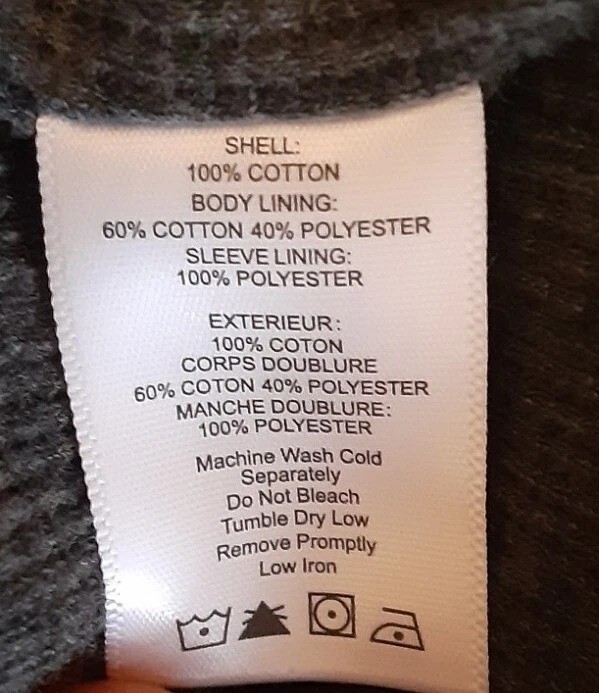 SHELL:
100% COTTON
BODY LINING:
60% COTTON 40% POLYESTER
SLEEVE LINING:
100% POLYESTER
EXTERIEUR:
100% COTON
CORPS DOUBLURE
60% COTON 40% POLYESTER
MANCHE DOUBLURE:
100% POLYESTER
Machine Wash Cold
Separately
Do Not Bleach
Tumble Dry Low
Remove Promptly
Low Iron